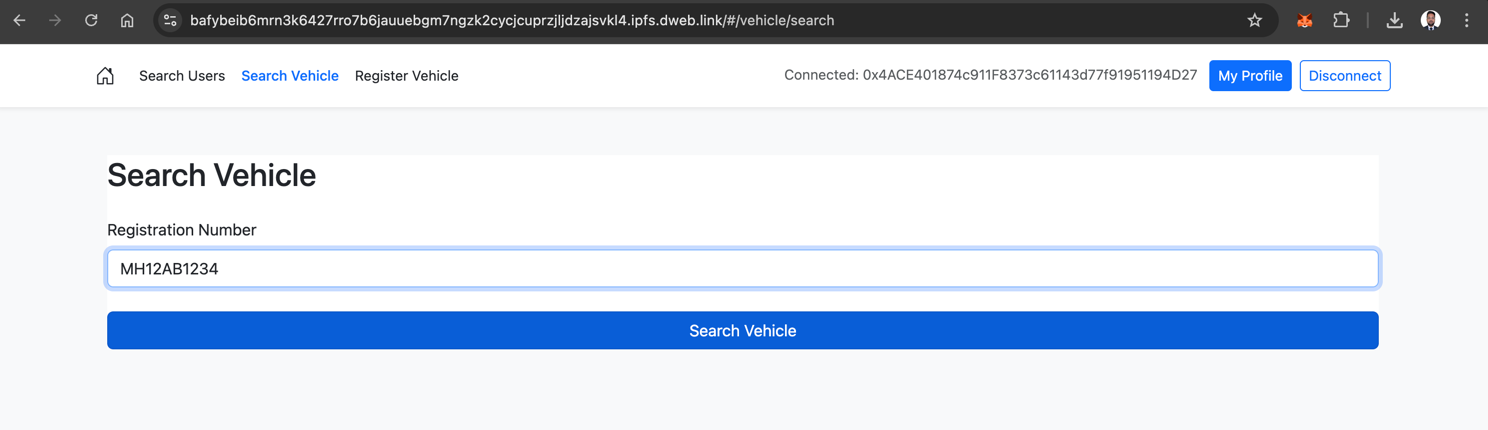 bafybeib6mrn3k6427rro7b6jauuebgm7ngzk2cycjcuprzjljdzajsvkl4.ipfs.dweb.link/#/vehicle/search
Search Users Search Vehicle Register Vehicle Connected: 0x4ACE401874c911F8373c61143d77f91951194D27 My Profile Disconnect
Search Vehicle
Registration Number
MH12AB1234
Search Vehicle